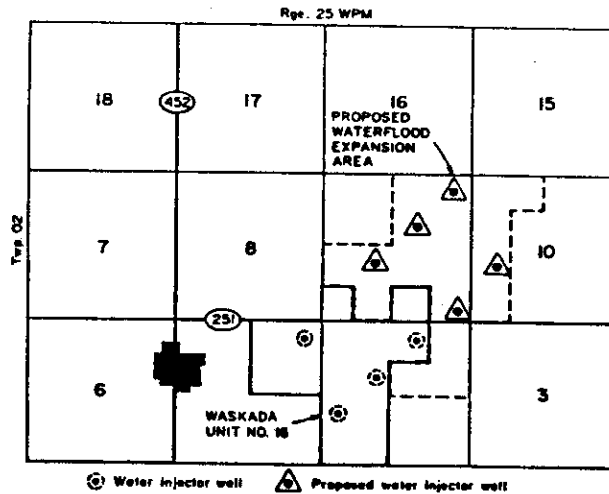 Rge. 25 WPM
18
452
17
16
15
PROPOSED
WATERFLOOD
EXPANSION
AREA
Twp. 02
7
8
10
251
6
3
WASKADA
UNIT NO. 16
Water injector well
Proposed water injector well